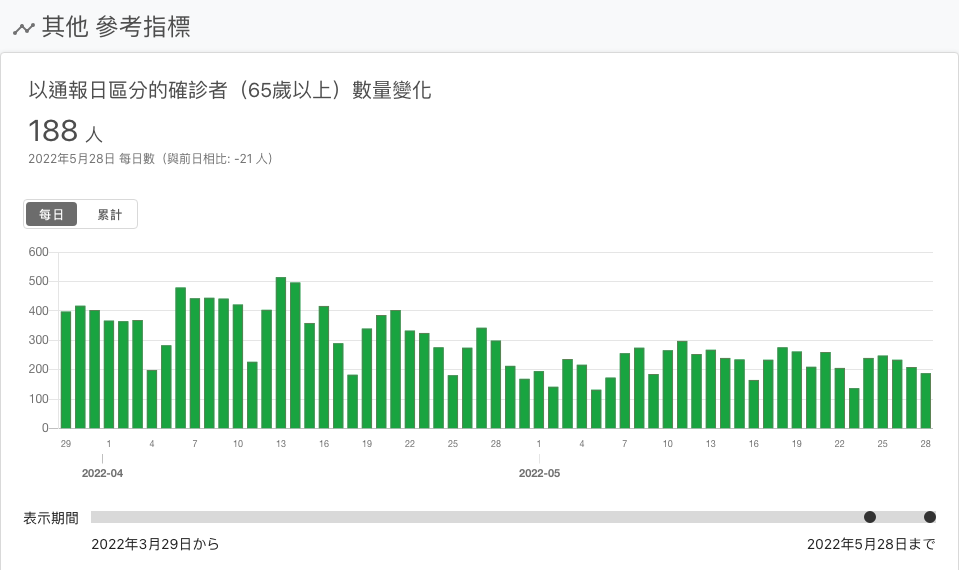 其他 參考指標
以通報日區分的確診者（65歲以上）數量變化
188 人
2022年5月28日 每日數（與前日相比: -21 人）
每日 累計
600
500
400
300
200
100
0
29 1 4 7 10 13 16 19 22 25 28 1 4 7 10 13 16 19 22 25 28
2022-04 2022-05
表示期間
2022年3月29日から 2022年5月28日まで